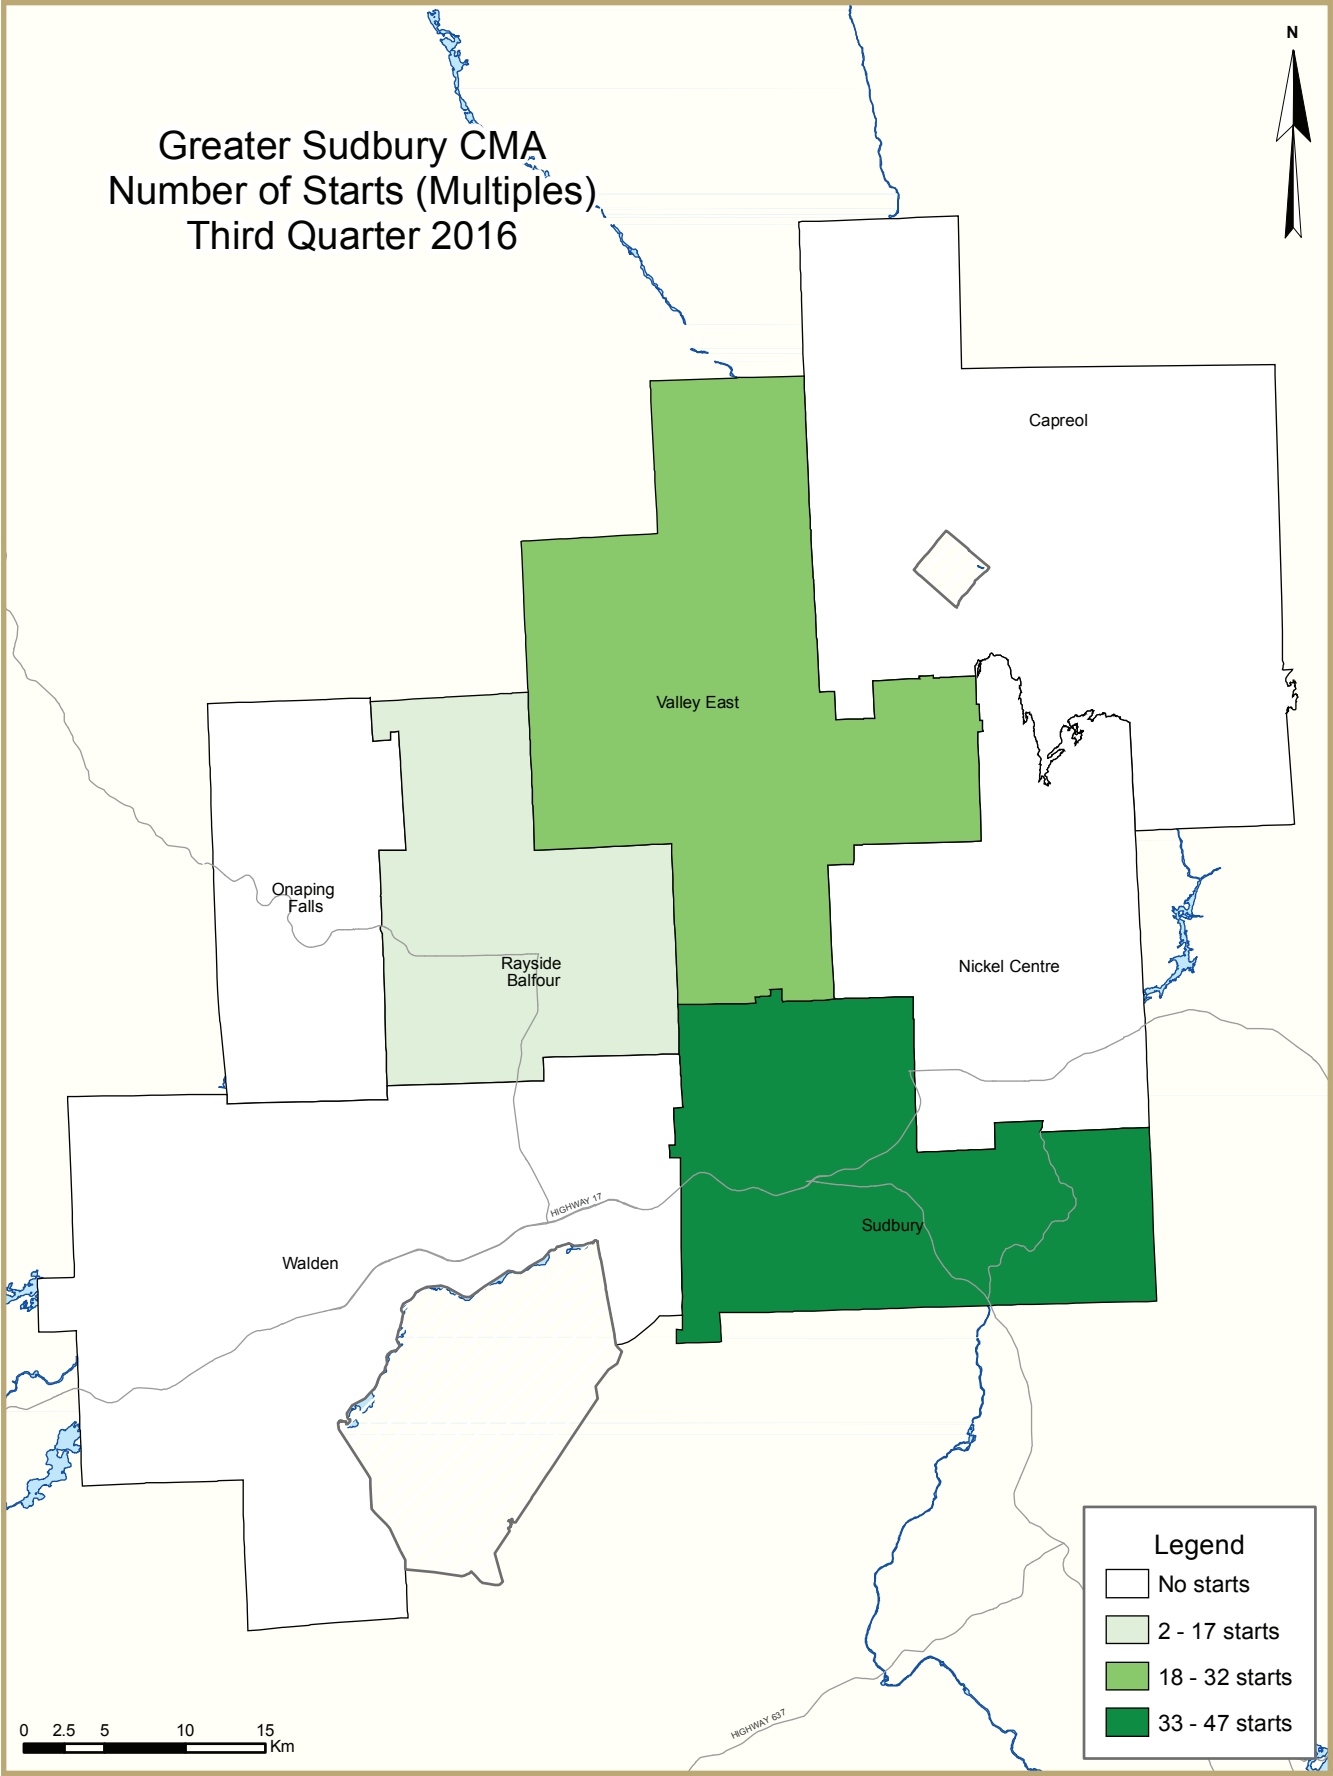 N
Greater Sudbury CMA
Number of Starts (Multiples)
Third Quarter 2016
Capreol
Valley East
Onaping
Falls
Rayside
Balfour
Nickel Centre
HIGHWAY 17
Sudbury
Walden
Legend
No starts
2 - 17 starts
18 - 32 starts
33 - 47 starts
HIGHWAY 637
0 2.5 5 10 15
Km